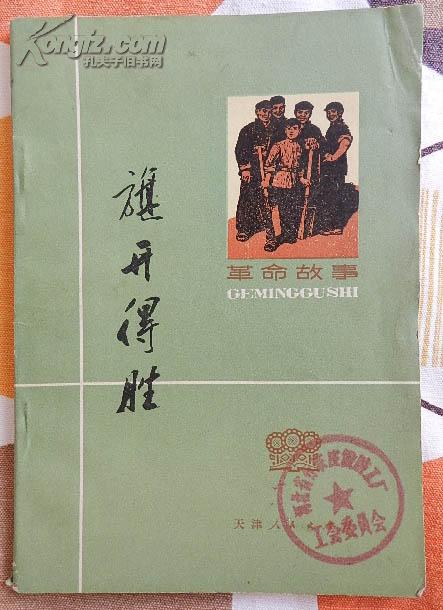 Kongfz.com
孔夫子旧书网
旗开得胜
革命故事
GEMINGGUSHI
天津人
工会委员会